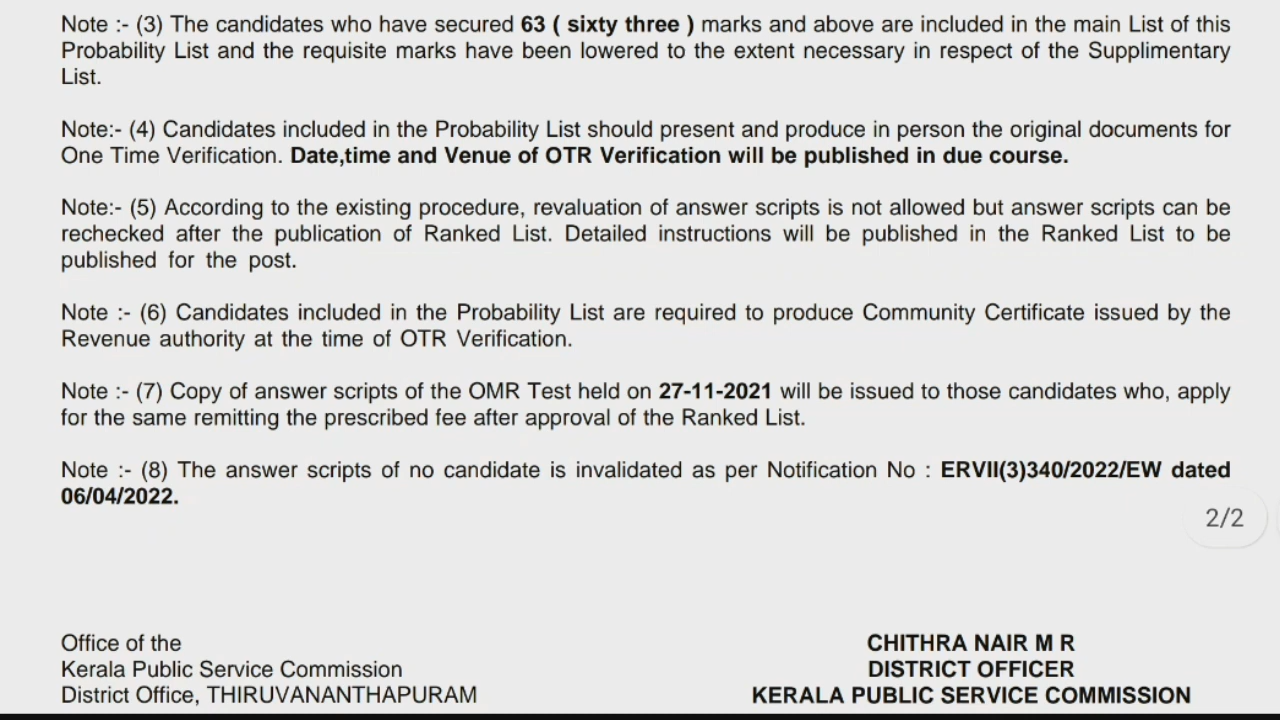 Note :- (3) The candidates who have secured 63 ( sixty three ) marks and above are included in the main List of this
Probability List and the requisite marks have been lowered to the extent necessary in respect of the Supplimentary
List.
Note:- (4) Candidates included in the Probability List should present and produce in person the original documents for
One Time Verification. Date,time and Venue of OTR Verification will be published in due course.
Note:- (5) According to the existing procedure, revaluation of answer scripts is not allowed but answer scripts can be
rechecked after the publication of Ranked List. Detailed instructions will be published in the Ranked List to be
published for the post.
Note :- (6) Candidates included in the Probability List are required to produce Community Certificate issued by the
Revenue authority at the time of OTR Verification.
Note :- (7) Copy of answer scripts of the OMR Test held on 27-11-2021 will be issued to those candidates who, apply
for the same remitting the prescribed fee after approval of the Ranked List.
Note :- (8) The answer scripts of no candidate is invalidated as per Notification No : ERVII(3)340/2022/EW dated
06/04/2022.
2/2
Office of the
Kerala Public Service Commission
District Office, THIRUVANANTHAPURAM
CHITHRA NAIR M R
DISTRICT OFFICER
KERALA PUBLIC SERVICE COMMISSION